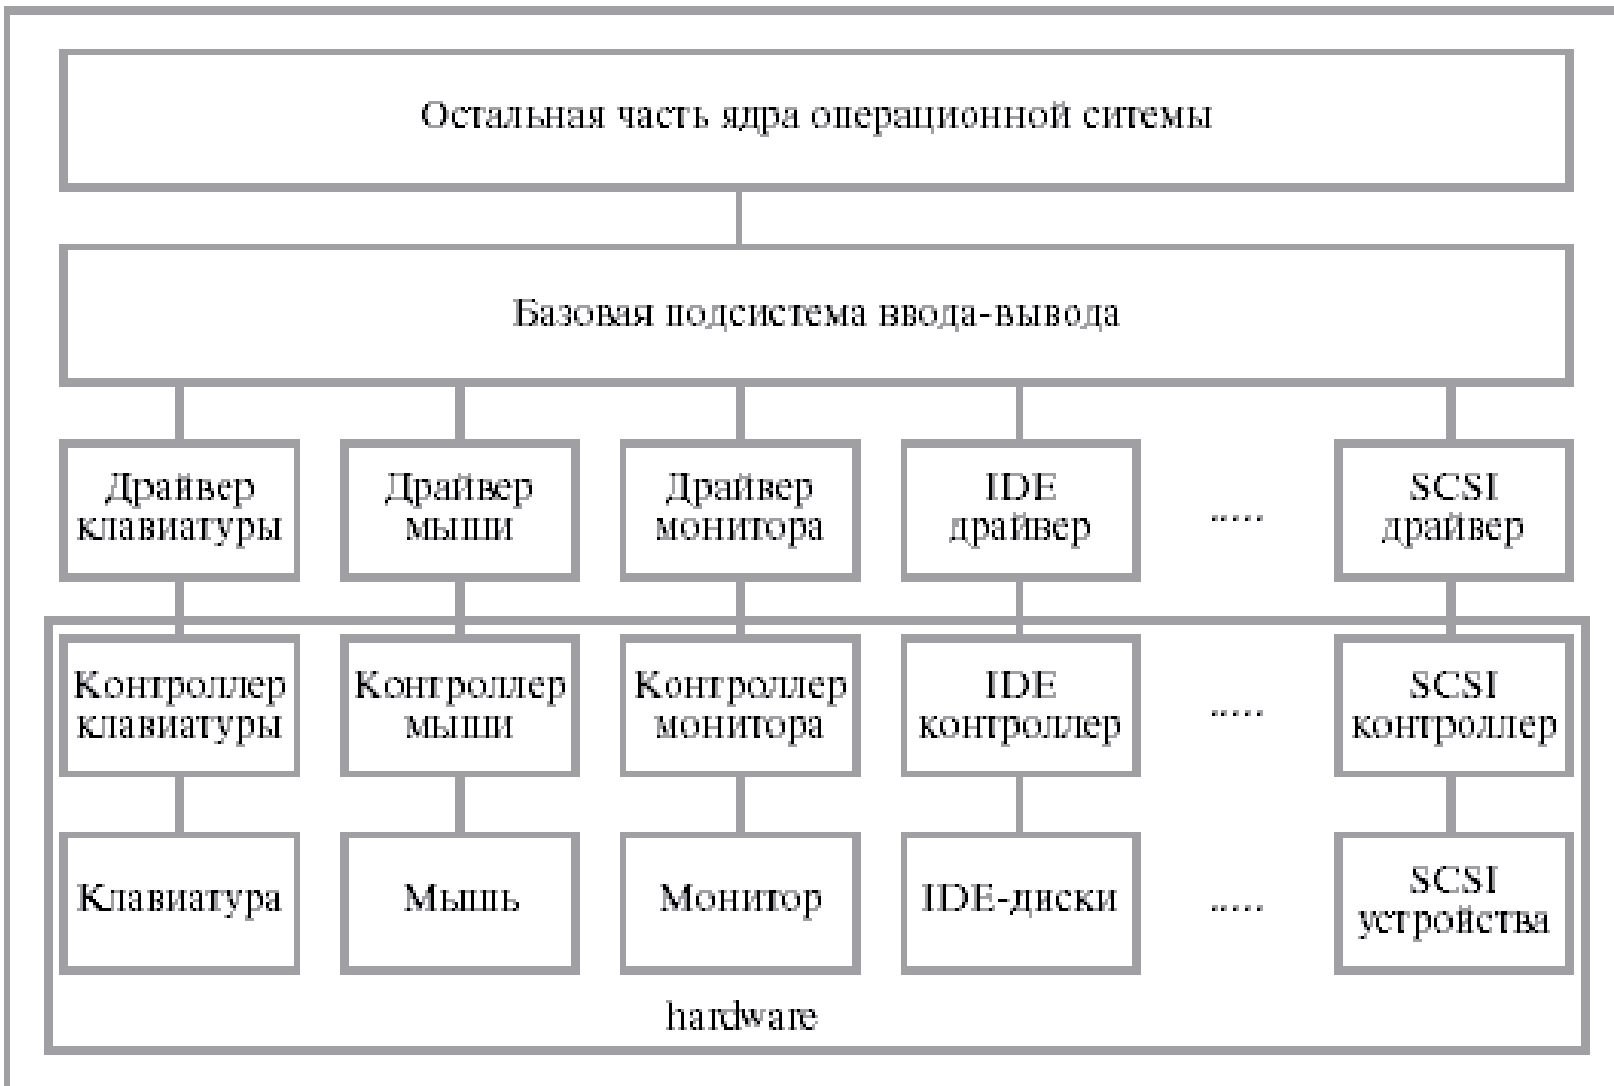 Остальная часть ядра операционной ситемы
Базовая подсистема ввода-вывода
Драйвер
клавиатуры
Драйвер
мыши
Драйвер
монитора
IDE
драйвер
.....
SCSI
драйвер
Контроллер
клавиатуры
Контроллер
мыши
Контроллер
монитора
IDE
контроллер
.....
SCSI
контроллер
Клавиатура
Мышь
Монитор
IDE-диски
.....
SCSI
устройства
hardware